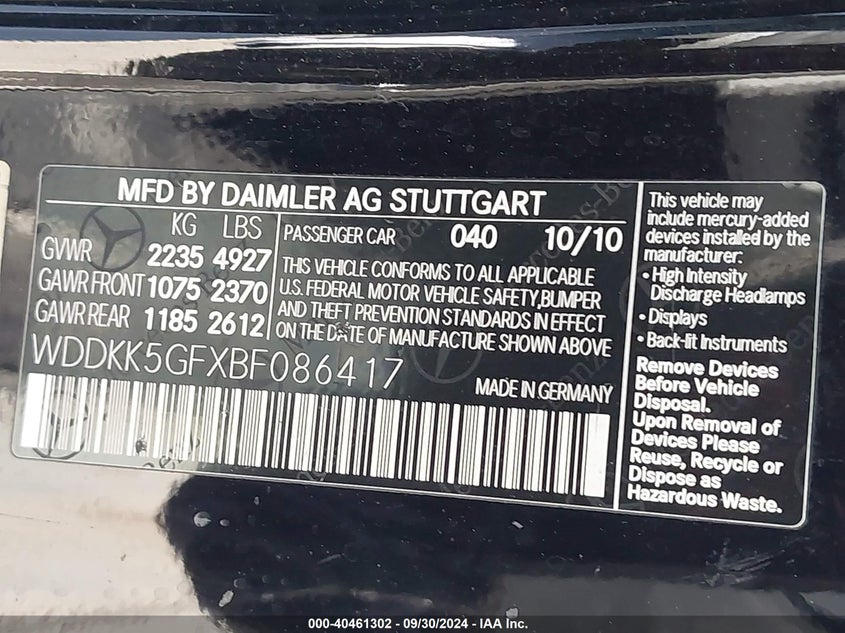 MFD BY DAIMLER AG STUTTGART
KG LBS
GVWR 2235 4927
GAWR FRONT 1075 2370
GAWR REAR 1185 2612
PASSENGER CAR 040 10/10
THIS VEHICLE CONFORMS TO ALL APPLICABLE
U.S. FEDERAL MOTOR VEHICLE SAFETY,BUMPER
AND THEFT PREVENTION STANDARDS IN EFFECT
ON THE DATE OF MANUFACTURE SHOWN ABOVE
WDDKK5GFXBF086417
MADE IN GERMANY
This vehicle may
include mercury-added
devices installed by the
manufacturer:
• High Intensity
Discharge Headlamps
• Displays
• Back-lit Instruments
Remove Devices
Before Vehicle
Disposal.
Upon Removal of
Devices Please
Reuse, Recycle or
Dispose as
Hazardous Waste.
000-40461302 - 09/30/2024 - IAA Inc.